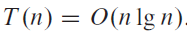 T(n) = O(n lg n).